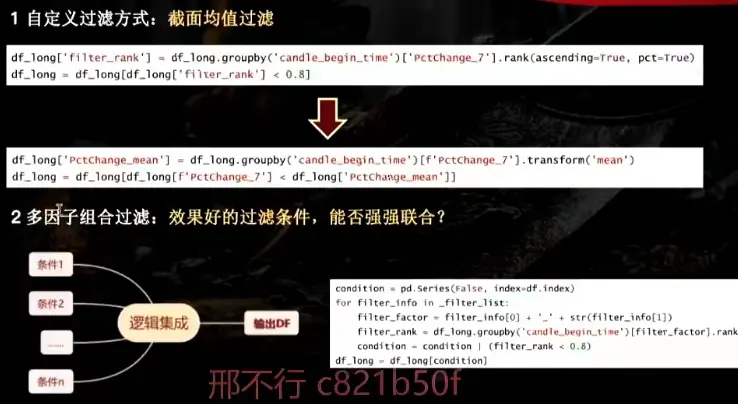 1 自定义过滤方式：截面均值过滤
df_long['filter_rank'] = df_long.groupby('candle_begin_time')['PctChange_7'].rank(ascending=True, pct=True)
df_long = df_long[df_long['filter_rank'] < 0.8]
df_long['PctChange_mean'] = df_long.groupby('candle_begin_time')[f'PctChange_7'].transform('mean')
df_long = df_long[df_long[f'PctChange_7'] < df_long['PctChange_mean']]
2 多因子组合过滤：效果好的过滤条件，能否强强联合？
条件1
条件2
......
条件n
逻辑集成
输出DF
condition = pd.Series(False, index=df.index)
for filter_info in _filter_list:
filter_factor = filter_info[0] + '_' + str(filter_info[1])
filter_rank = df_long.groupby('candle_begin_time')[filter_factor].rank
condition = condition | (filter_rank < 0.8)
df_long = df_long[condition]
邢不行 c821b50f